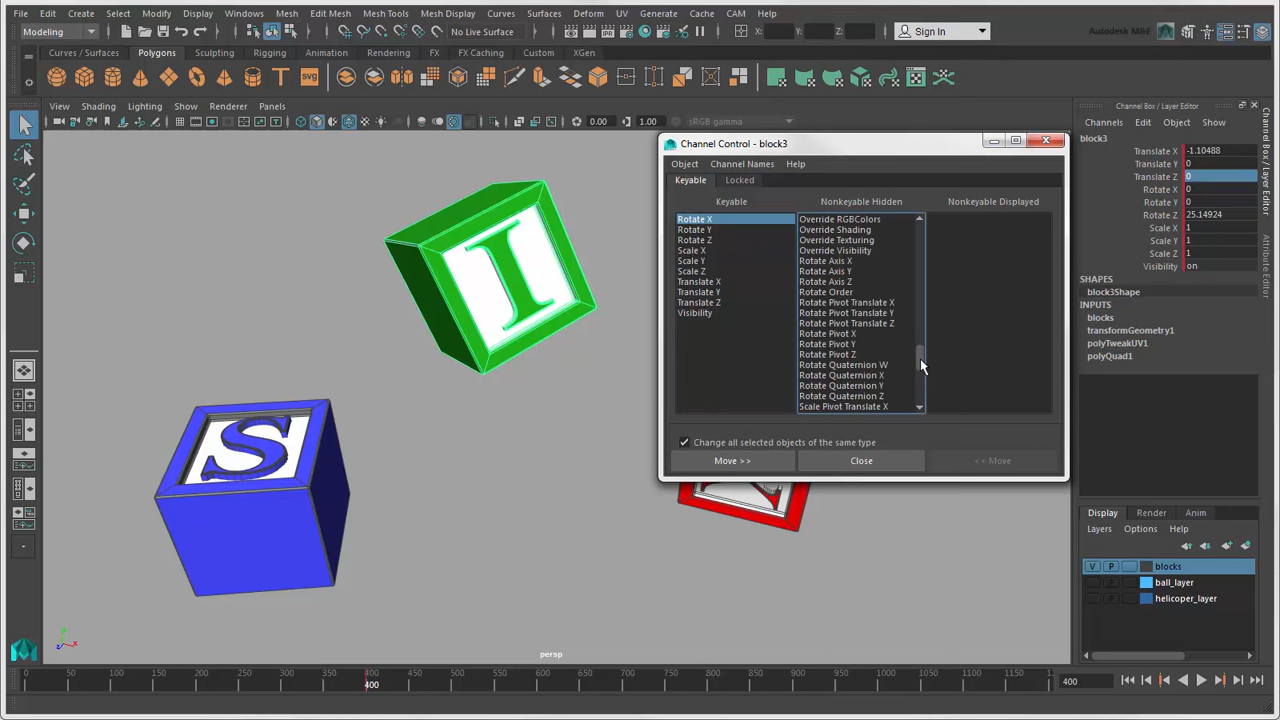 File Edit Create Select Modify Display Windows Mesh Edit Mesh Mesh Tools Mesh Display Curves Surfaces Deform UV Generate Cache CAM Help
Modeling No Live Surface X: Y: Z: Sign In Autodesk M&E
Curves / Surfaces Polygons Sculpting Rigging Animation Rendering FX FX Caching Custom XGen
SVG
View Shading Lighting Show Renderer Panels
0.00 1.00 sRGB gamma
Channel Box / Layer Editor
Channels Edit Object Show
block3
Translate X -1.10488
Translate Y 0
Translate Z 0
Rotate X 0
Rotate Y 0
Rotate Z 25.14924
Scale X 1
Scale Y 1
Scale Z 1
Visibility on
SHAPES
block3Shape
INPUTS
blocks
transformGeometry1
polyTweakUV1
polyQuad1
Channel Box / Layer Editor
Attribute Editor
Channel Control - block3
Object Channel Names Help
Keyable Locked
Keyable Nonkeyable Hidden Nonkeyable Displayed
Rotate X
Rotate Y
Rotate Z
Scale X
Scale Y
Scale Z
Translate X
Translate Y
Translate Z
Visibility
Override RGBColors
Override Shading
Override Texturing
Override Visibility
Rotate Axis X
Rotate Axis Y
Rotate Axis Z
Rotate Order
Rotate Pivot Translate X
Rotate Pivot Translate Y
Rotate Pivot Translate Z
Rotate Pivot X
Rotate Pivot Y
Rotate Pivot Z
Rotate Quaternion W
Rotate Quaternion X
Rotate Quaternion Y
Rotate Quaternion Z
Scale Pivot Translate X
Change all selected objects of the same type
Move >> Close << Move
I
S
Display Render Anim
Layers Options Help
V P blocks
ball_layer
helicoper_layer
y x z
persp
0 50 100 150 200 250 300 350 400 450 500 550 600 650 700 750 800 850 900 950 1000 1050 1100 1150 1
400
400